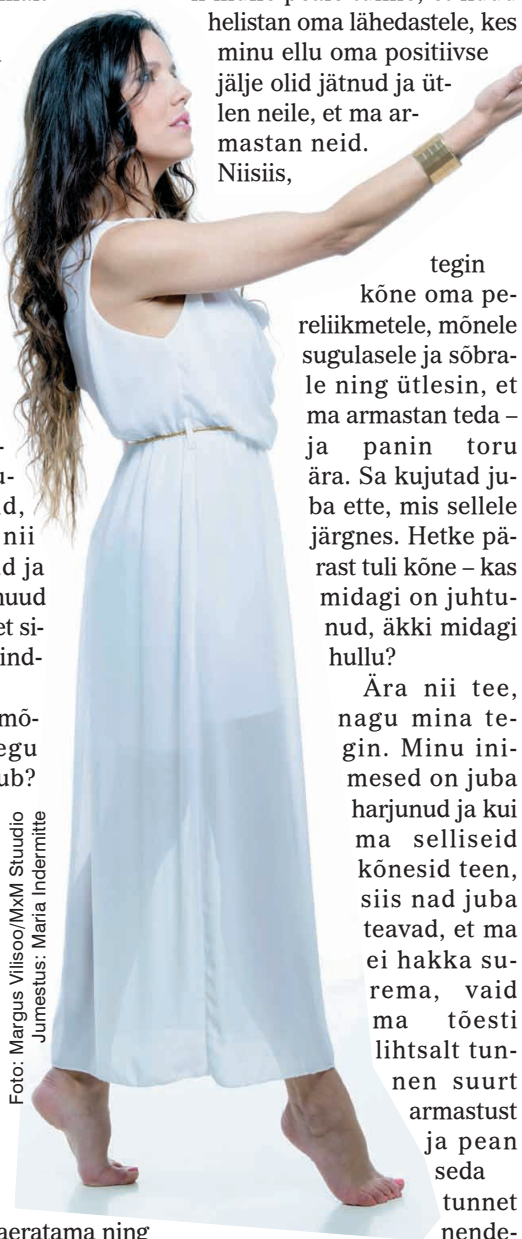 helistan oma lähedastele, kes
minu ellu oma positiivse
jälje olid jätnud ja üt-
len neile, et ma ar-
mastan neid.
Niisiis,
tegin
kõne oma pe-
reliikmetele, mõnele
sugulasele ja sõbra-
le ning ütlesin, et
ma armastan teda –
ja panin toru
ära. Sa kujutad ju-
ba ette, mis sellele
järgnes. Hetke pä-
rast tuli kõne – kas
midagi on juhtu-
nud, äkki midagi
hullu?
Ära nii tee,
nagu mina te-
gin. Minu ini-
mesed on juba
harjunud ja kui
ma selliseid
kõnesid teen,
siis nad juba
teavad, et ma
ei hakka su-
rema, vaid
ma tõesti
lihtsalt tun-
nen suurt
armastust
ja pean
seda
tunnet
nende-
nii
ja
et si-
Foto: Margus Vilisoo/MxM Stuudio
Jumestus: Maria Indermitte
ning